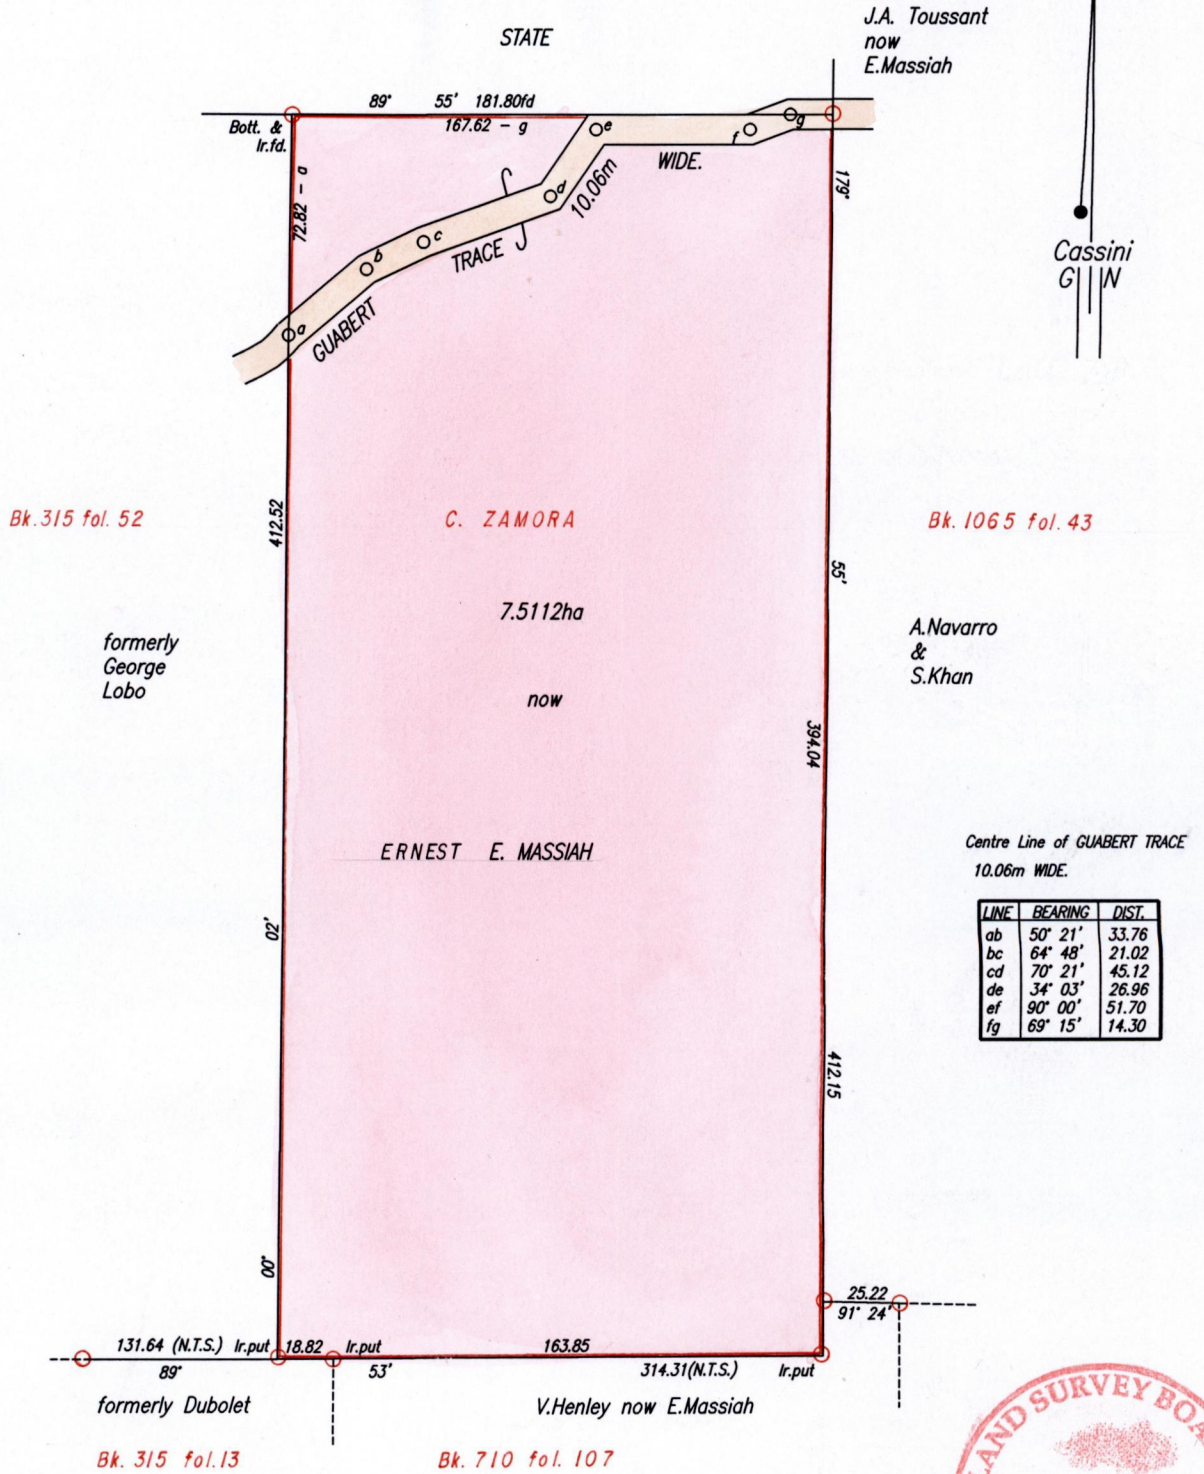 STATE
J.A. Toussant
now
E.Massiah
89° 55' 181.80fd
167.62 - g
Bott. &
Ir.fd.
72.82 - a
a
b
c
d
e
f
g
GUABERT
TRACE
10.06m
WIDE.
179°
Cassini
G N
412.52
Bk.315 fol. 52
C. ZAMORA
Bk. 1065 fol. 43
55'
7.5112ha
formerly
George
Lobo
A.Navarro
&
S.Khan
now
394.04
ERNEST E. MASSIAH
Centre Line of GUABERT TRACE
10.06m WIDE.
LINE BEARING DIST.
ab 50° 21' 33.76
bc 64° 48' 21.02
cd 70° 21' 45.12
de 34° 03' 26.96
ef 90° 00' 51.70
fg 69° 15' 14.30
02'
412.15
00°
25.22
91° 24'
131.64 (N.T.S.) Ir.put 18.82 Ir.put 163.85
89° 53' 314.31(N.T.S.) Ir.put
formerly Dubolet
V.Henley now E.Massiah
Bk. 315 fol.13
Bk. 710 fol. 107
LAND SURVEY BOA